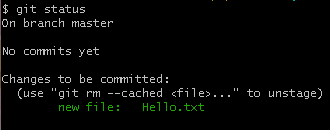 $ git status
On branch master

No commits yet

Changes to be committed:
  (use "git rm --cached <file>..." to unstage)
        new file:   Hello.txt